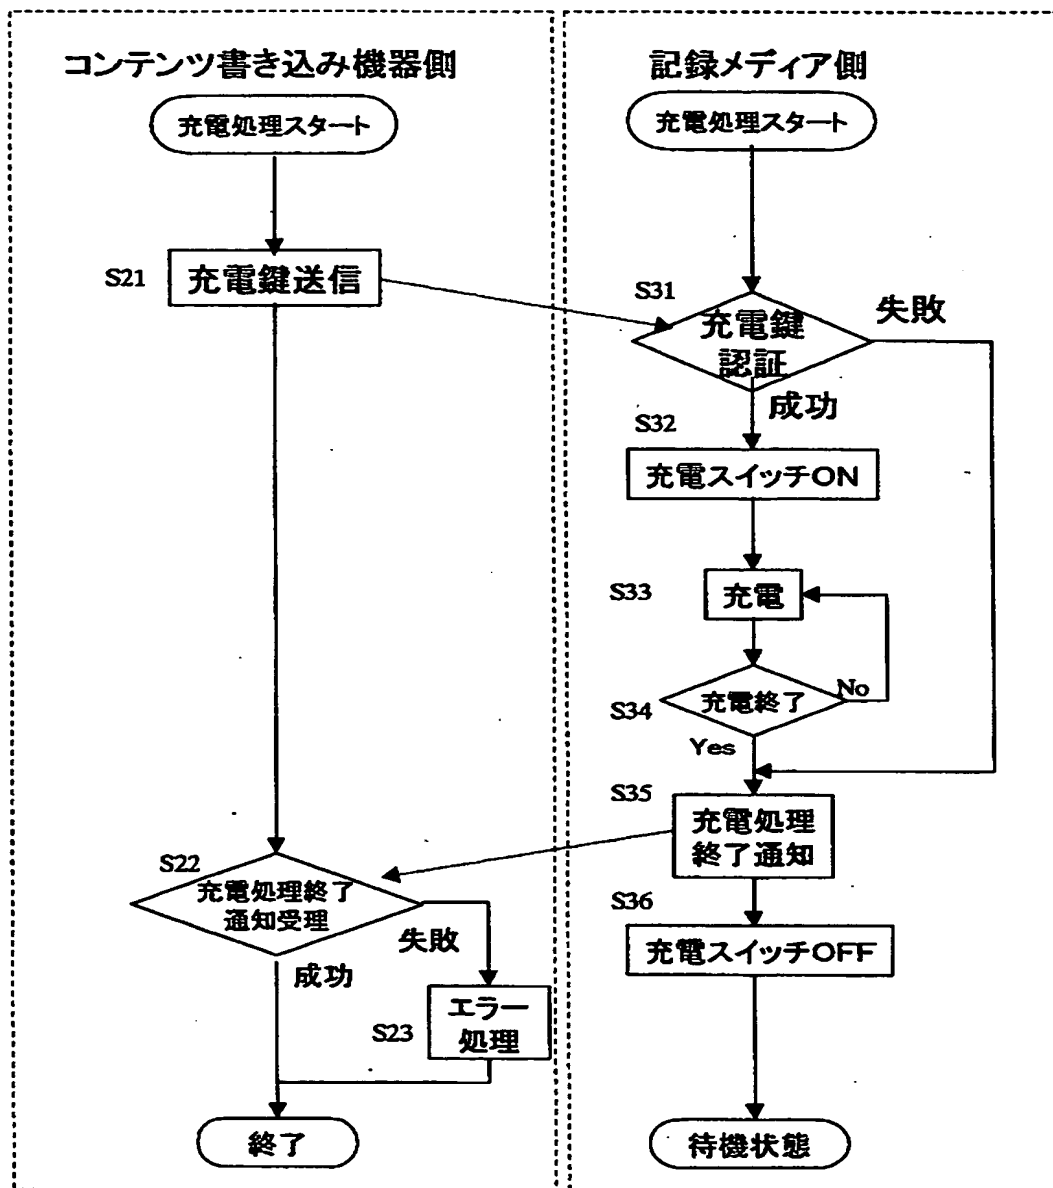 コンテンツ書き込み機器側
充電処理スタート
S21
充電鍵送信
S22
充電処理終了
通知受理
失敗
成功
S23
エラー
処理
終了
記録メディア側
充電処理スタート
S31
充電鍵
認証
失敗
成功
S32
充電スイッチON
S33
充電
S34
充電終了
No
Yes
S35
充電処理
終了通知
S36
充電スイッチOFF
待機状態